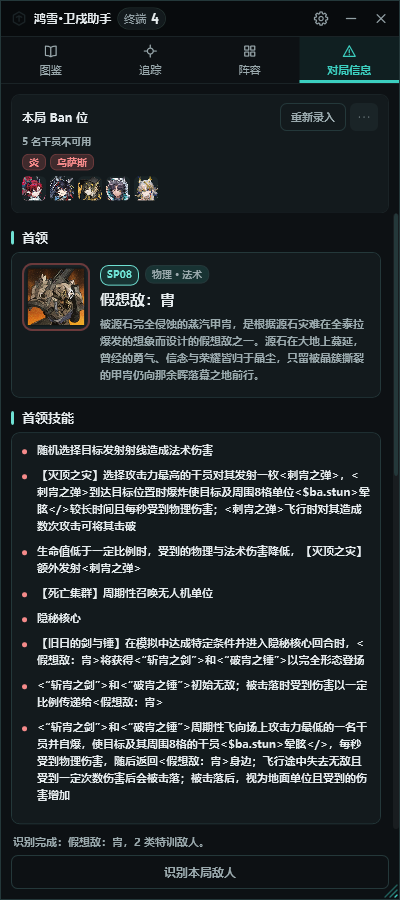 鸿雪·卫戍助手 终端 4
图鉴 追踪 阵容 对局信息
本局 Ban 位 重新录入 ...
5 名干员不可用
炎 乌萨斯
首领
SP08 物理·法术
假想敌：胄
被源石完全侵蚀的蒸汽甲胄，是根据源石灾难在全泰拉
爆发的想象而设计的假想敌之一。源石在大地上蔓延，
曾经的勇气、信念与荣耀皆归于晶尘，只留被晶簇撕裂
的甲胄仍向那余晖落幕之地前行。
首领技能
随机选择目标发射射线造成法术伤害
【灭顶之灾】选择攻击力最高的干员对其发射一枚<刺胄之弹>，<
刺胄之弹>到达目标位置时爆炸使目标及周围8格单位<$ba.stun>晕
眩</>较长时间且每秒受到物理伤害；<刺胄之弹>飞行时对其造成
数次攻击可将其击破
生命值低于一定比例时，受到的物理与法术伤害降低，【灭顶之灾】
额外发射<刺胄之弹>
【死亡集群】周期性召唤无人机单位
隐秘核心
【旧日的剑与锤】在模拟中达成特定条件并进入隐秘核心回合时，<
假想敌：胄>将获得<“斩胄之剑”>和<“破胄之锤”>以完全形态登场
<“斩胄之剑”>和<“破胄之锤”>初始无敌；被击落时受到伤害以一定
比例传递给<假想敌：胄>
<“斩胄之剑”>和<“破胄之锤”>周期性飞向场上攻击力最低的一名干
员并自爆，使目标及其周围8格的干员<$ba.stun>晕眩</>，每秒
受到物理伤害，随后返回<假想敌：胄>身边；飞行途中失去无敌且
受到一定次数伤害后会被击落；被击落后，视为地面单位且受到的伤
害增加
识别完成：假想敌：胄，2 类特训敌人。
识别本局敌人